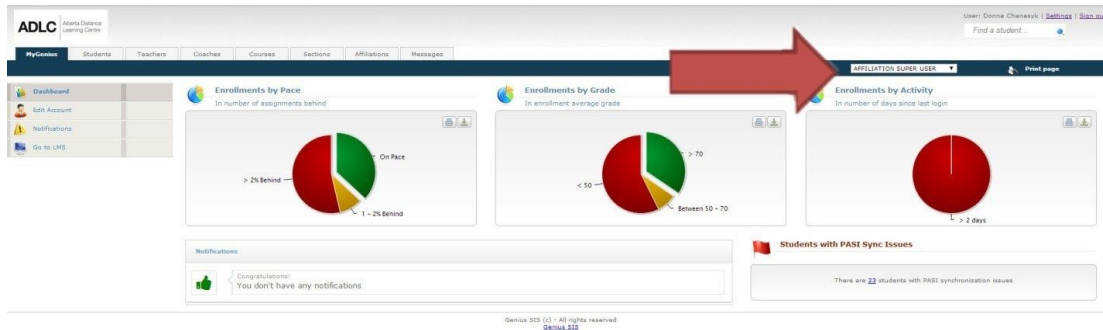 ADLC Alberta Distance
Learning Centre
User: Donna Chanasyk | Settings | Sign ou
Find a student...
MyGenius Students Teachers Coaches Courses Sections Affiliations Messages
AFFILIATION SUPER USER Print page
Dashboard
Edit Account
Notifications
Go to LMS
Enrollments by Pace
In number of assignments behind
On Pace
> 2% Behind
1 - 2% Behind
Enrollments by Grade
In enrollment average grade
> 70
< 50
Between 50 - 70
Enrollments by Activity
In number of days since last login
> 2 days
Notifications
Congratulations!
You don't have any notifications
Students with PASI Sync Issues
There are 23 students with PASI synchronization issues
Genius SIS (c) - All rights reserved
Genius SIS